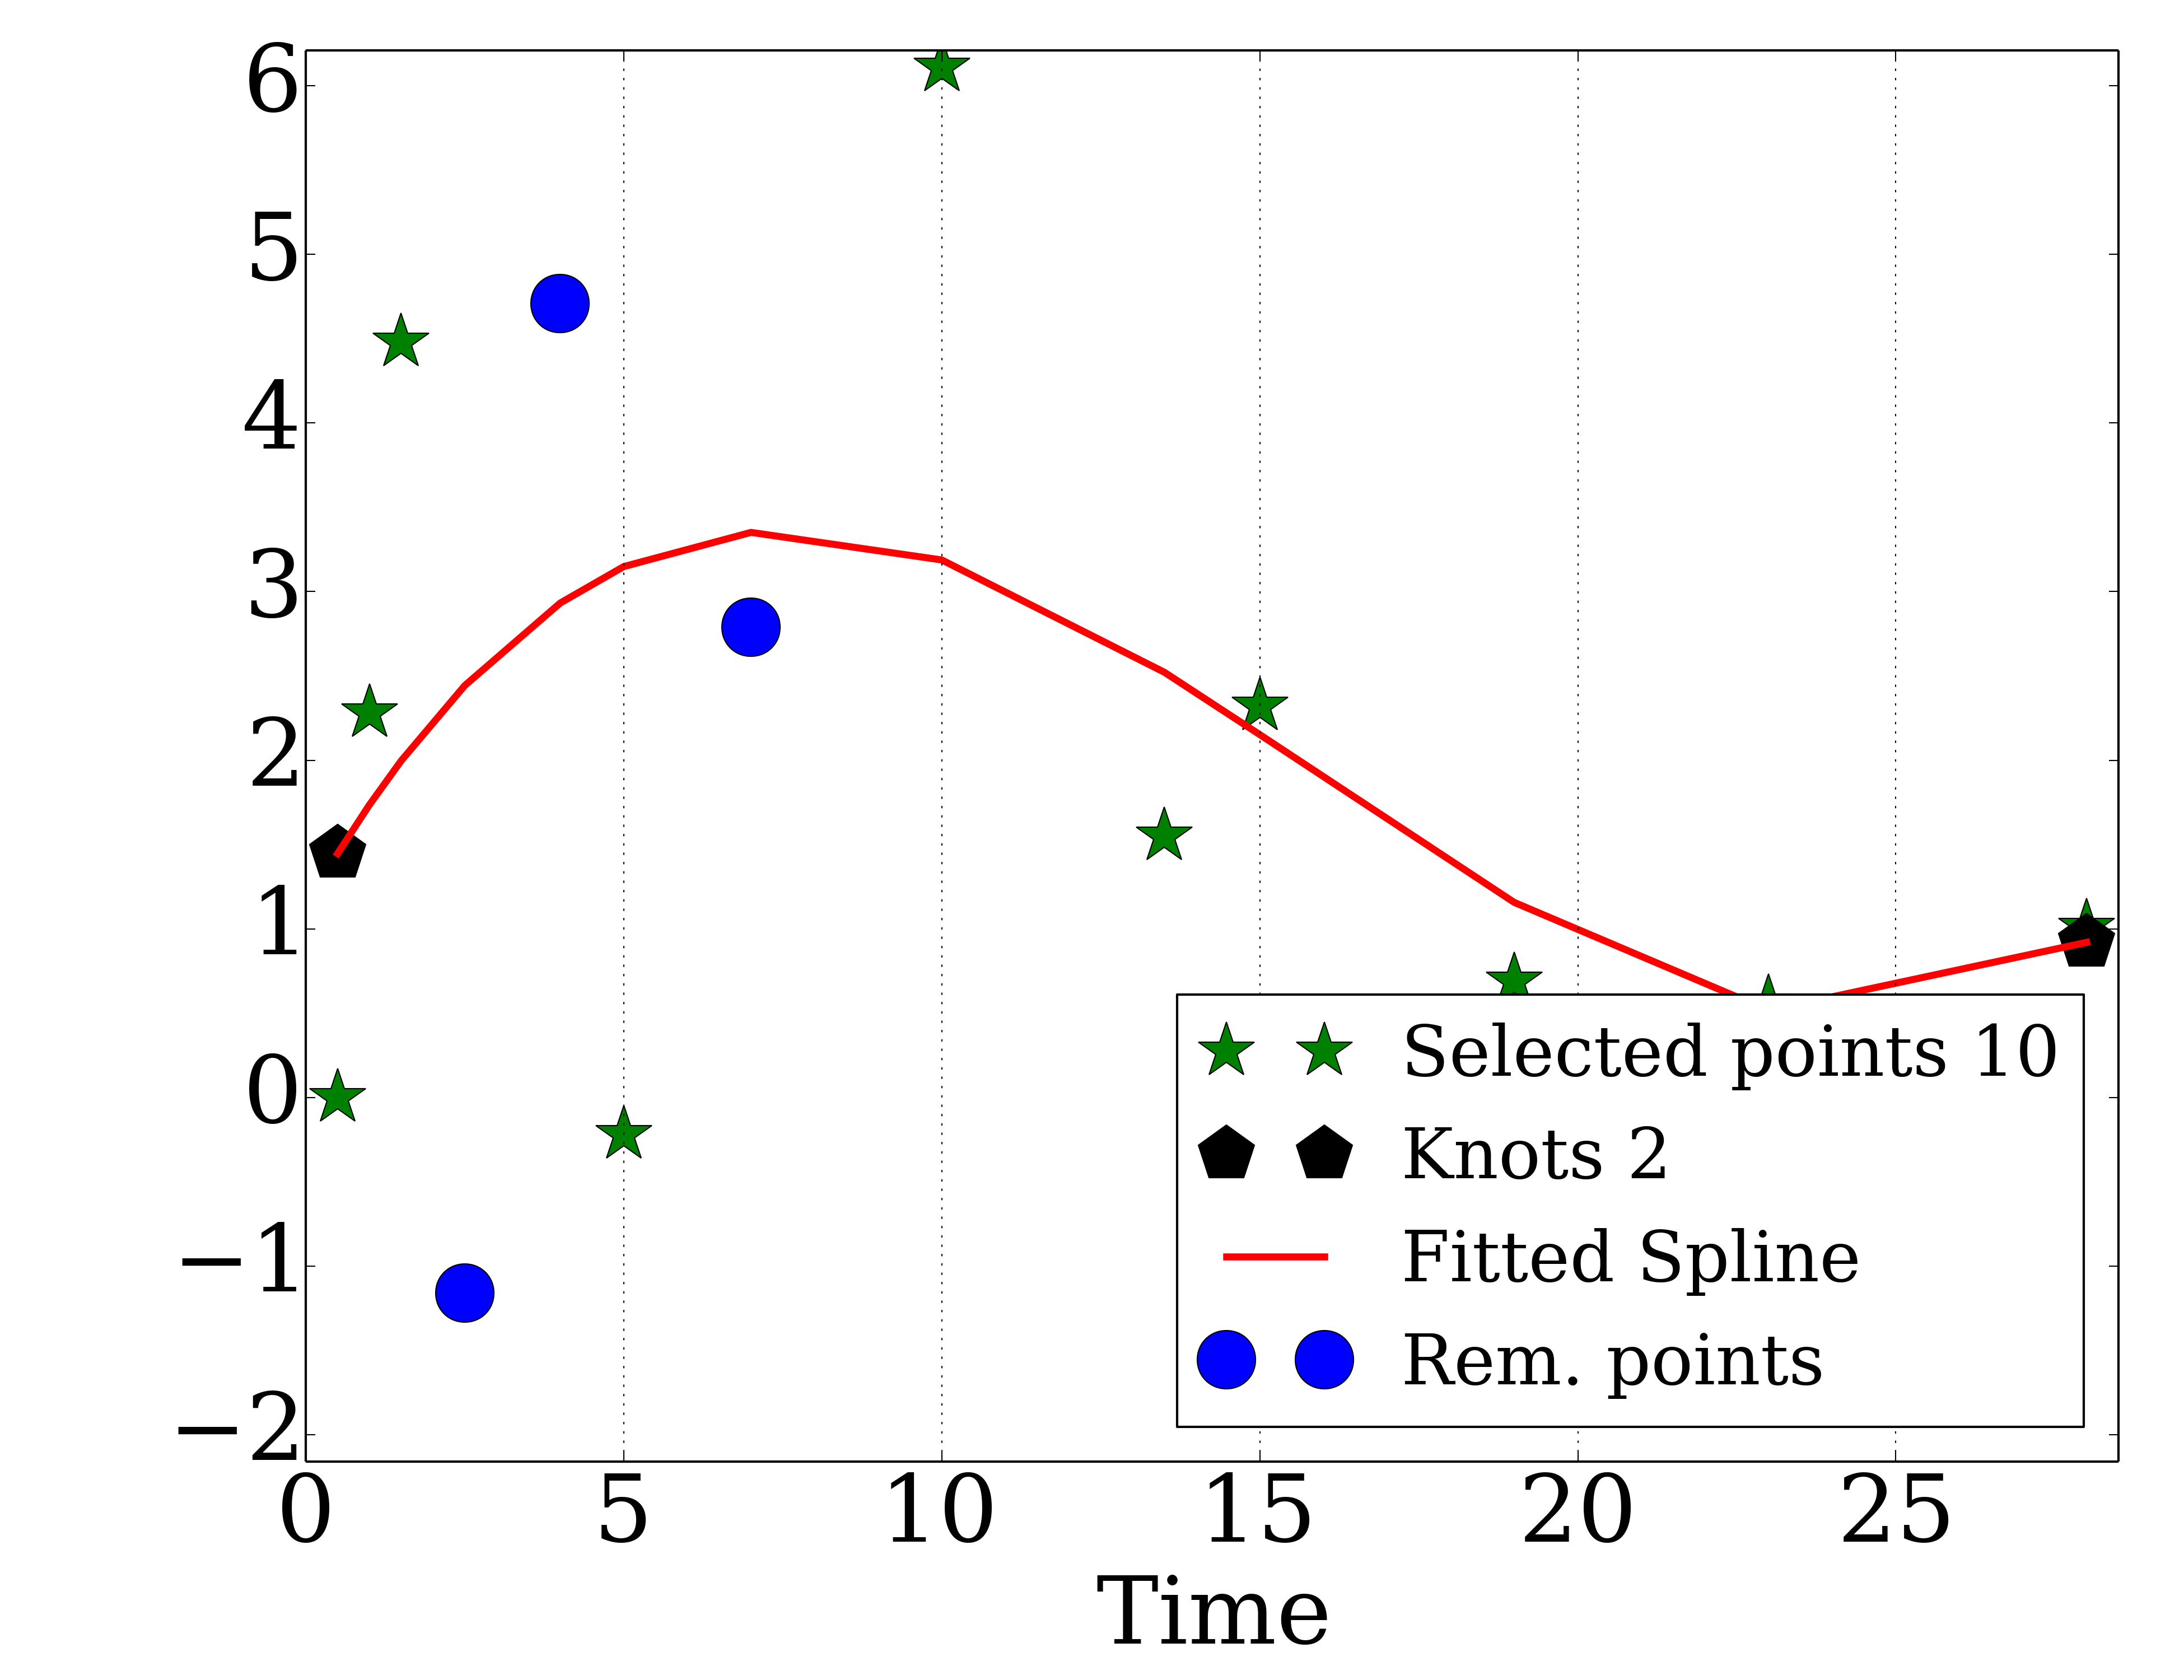 6
5
4
3
2
1
0
−1
−2
0 5 10 15 20 25
Time
Selected points 10
Knots 2
Fitted Spline
Rem. points